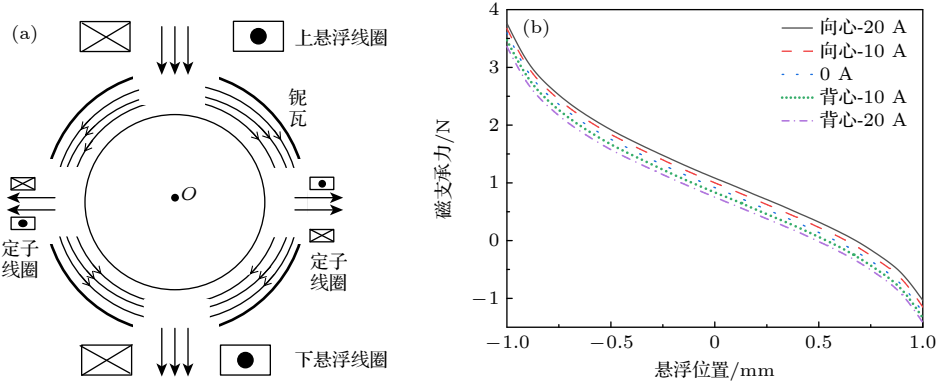 (a)
上悬浮线圈
铌
瓦
O
定子
线圈
定子
线圈
下悬浮线圈
(b)
向心-20 A
向心-10 A
0 A
背心-10 A
背心-20 A
磁支承力/N
4
3
2
1
0
−1
−1.0 −0.5 0 0.5 1.0
悬浮位置/mm